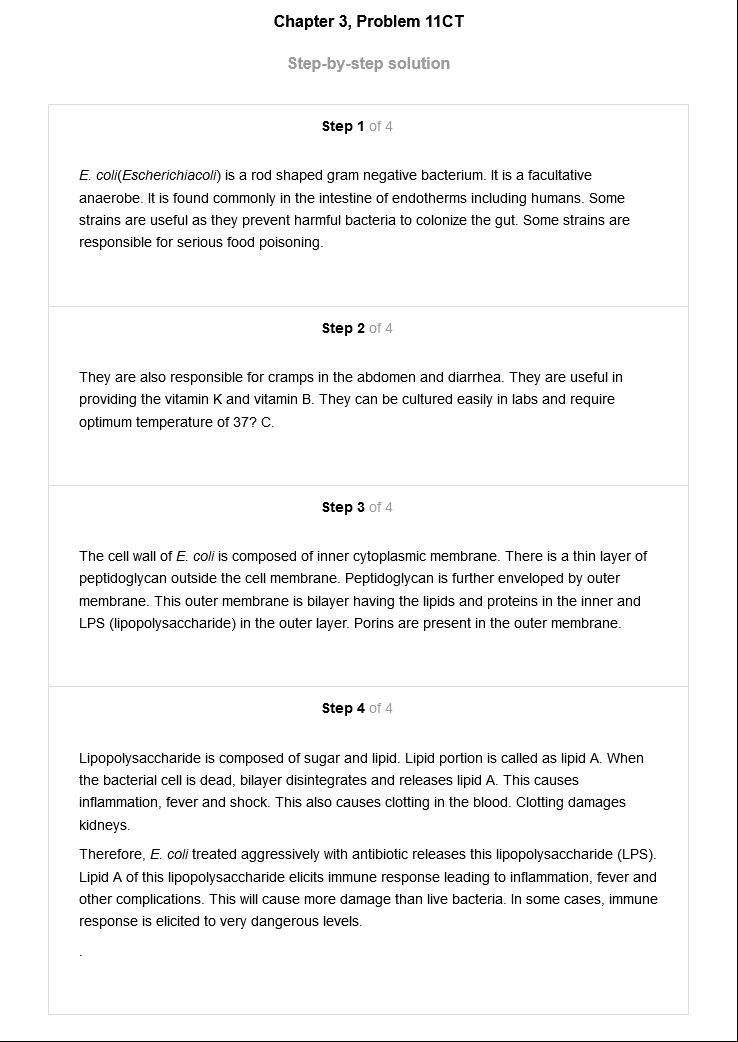 Chapter 3, Problem 11CT
Step-by-step solution
Step 1 of 4
E. coli(Escherichiacoli) is a rod shaped gram negative bacterium. It is a facultative
anaerobe. It is found commonly in the intestine of endotherms including humans. Some
strains are useful as they prevent harmful bacteria to colonize the gut. Some strains are
responsible for serious food poisoning.
Step 2 of 4
They are also responsible for cramps in the abdomen and diarrhea. They are useful in
providing the vitamin K and vitamin B. They can be cultured easily in labs and require
optimum temperature of 37? C.
Step 3 of 4
The cell wall of E. coli is composed of inner cytoplasmic membrane. There is a thin layer of
peptidoglycan outside the cell membrane. Peptidoglycan is further enveloped by outer
membrane. This outer membrane is bilayer having the lipids and proteins in the inner and
LPS (lipopolysaccharide) in the outer layer. Porins are present in the outer membrane.
Step 4 of 4
Lipopolysaccharide is composed of sugar and lipid. Lipid portion is called as lipid A. When
the bacterial cell is dead, bilayer disintegrates and releases lipid A. This causes
inflammation, fever and shock. This also causes clotting in the blood. Clotting damages
kidneys.
Therefore, E. coli treated aggressively with antibiotic releases this lipopolysaccharide (LPS).
Lipid A of this lipopolysaccharide elicits immune response leading to inflammation, fever and
other complications. This will cause more damage than live bacteria. In some cases, immune
response is elicited to very dangerous levels.
.